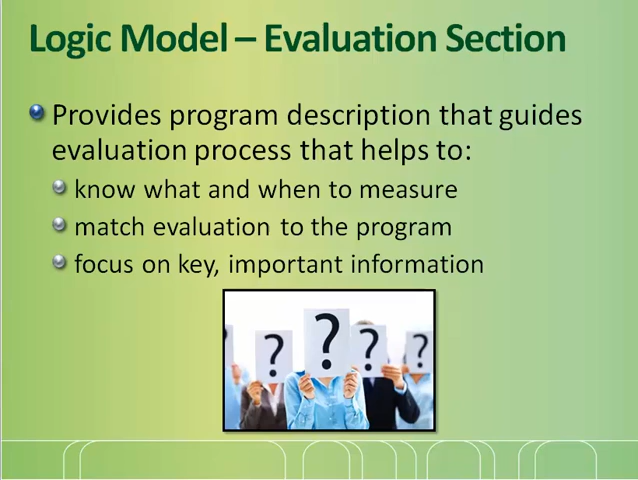 Logic Model – Evaluation Section
Provides program description that guides
evaluation process that helps to:
know what and when to measure
match evaluation to the program
focus on key, important information
? ? ? ?